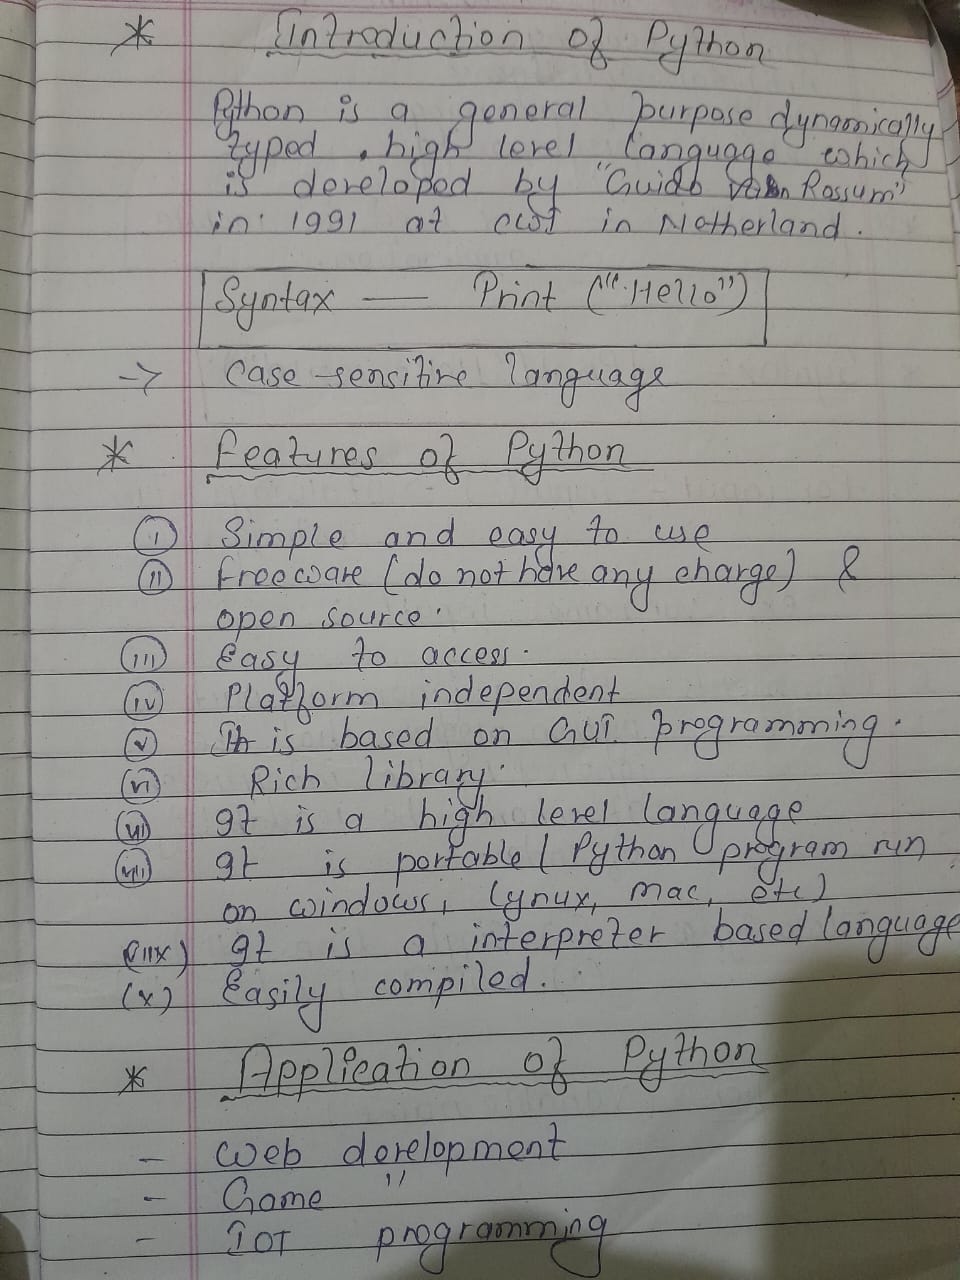 * Introduction of Python
Python is a general purpose dynamically
typed, high level language which
is developed by "Guido Van Rossum"
in 1991 at CWI in Netherland.
Syntax — Print ("Hello")
-> Case-sensitive language
* Features of Python
(i) Simple and easy to use
(ii) Freeware (do not have any charge) &
open source.
(iii) Easy to access.
(iv) Platform independent
(v) It is based on GUI programming.
(vi) Rich library.
(vii) It is a high level language
(viii) It is portable (Python program run
on windows, Lynux, mac, etc)
(iix) It is a interpreter based language
(x) Easily compiled.
* Application of Python
- Web development
- Game "
- IOT programming